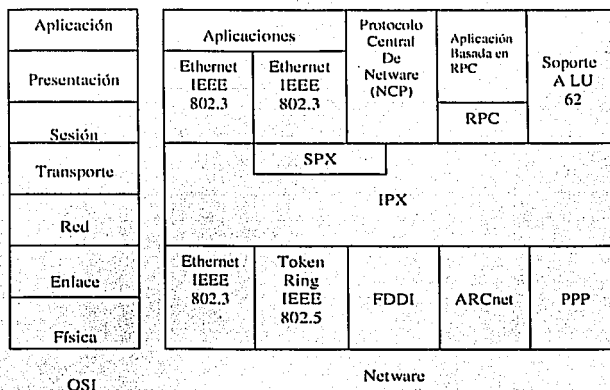 Aplicación
Presentación
Sesión
Transporte
Red
Enlace
Física
OSI
Aplicaciones
Ethernet
IEEE
802.3
Ethernet
IEEE
802.3
Protocolo
Central
De
Netware
(NCP)
Aplicación
Basada en
RPC
RPC
Soporte
A LU
62
SPX
IPX
Ethernet
IEEE
802.3
Token
Ring
IEEE
802.5
FDDI
ARCnet
PPP
Netware